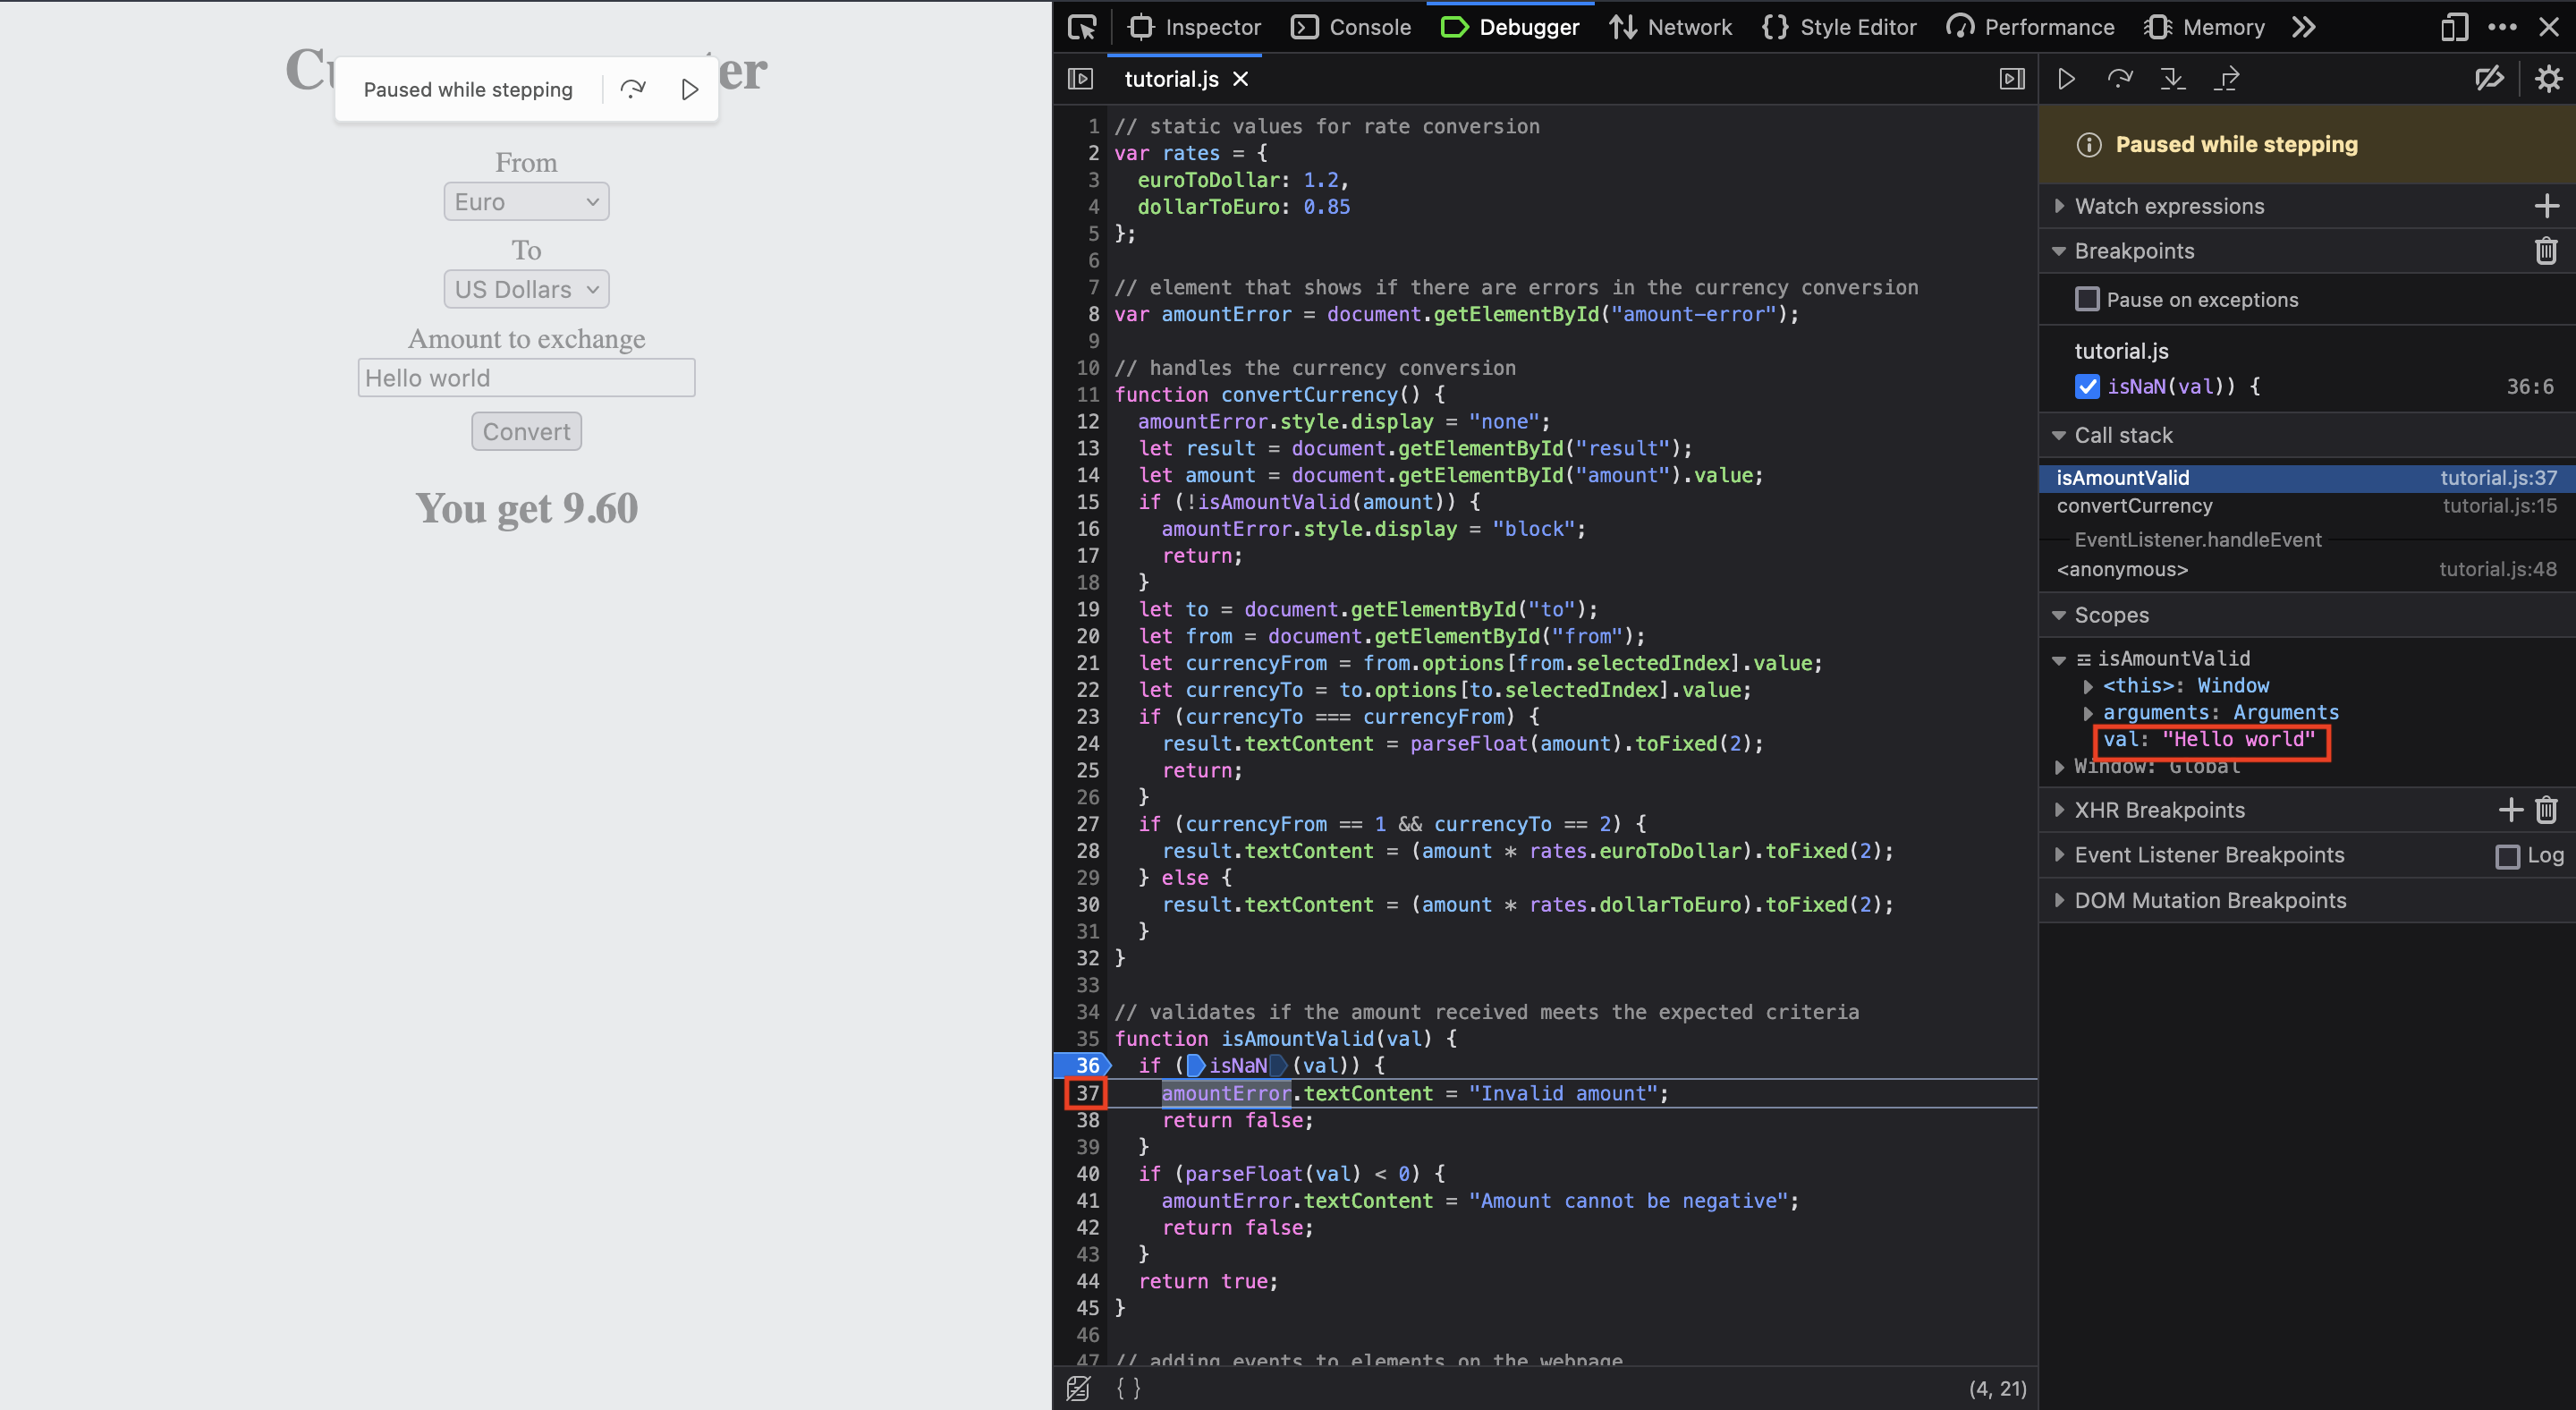 Paused while stepping
From
Euro
To
US Dollars
Amount to exchange
Hello world
Convert
You get 9.60
Inspector
Console
Debugger
Network
Style Editor
Performance
Memory
tutorial.js
1 // static values for rate conversion
2 var rates = {
3 euroToDollar: 1.2,
4 dollarToEuro: 0.85
5 };
6
7 // element that shows if there are errors in the currency conversion
8 var amountError = document.getElementById("amount-error");
9
10 // handles the currency conversion
11 function convertCurrency() {
12 amountError.style.display = "none";
13 let result = document.getElementById("result");
14 let amount = document.getElementById("amount").value;
15 if (!isAmountValid(amount)) {
16 amountError.style.display = "block";
17 return;
18 }
19 let to = document.getElementById("to");
20 let from = document.getElementById("from");
21 let currencyFrom = from.options[from.selectedIndex].value;
22 let currencyTo = to.options[to.selectedIndex].value;
23 if (currencyTo === currencyFrom) {
24 result.textContent = parseFloat(amount).toFixed(2);
25 return;
26 }
27 if (currencyFrom == 1 && currencyTo == 2) {
28 result.textContent = (amount * rates.euroToDollar).toFixed(2);
29 } else {
30 result.textContent = (amount * rates.dollarToEuro).toFixed(2);
31 }
32 }
33
34 // validates if the amount received meets the expected criteria
35 function isAmountValid(val) {
36 if (isNaN(val)) {
37 amountError.textContent = "Invalid amount";
38 return false;
39 }
40 if (parseFloat(val) < 0) {
41 amountError.textContent = "Amount cannot be negative";
42 return false;
43 }
44 return true;
45 }
46
47 // adding events to elements on the webpage
{ }
(4, 21)
Paused while stepping
Watch expressions
Breakpoints
Pause on exceptions
tutorial.js
isNaN(val)) { 36:6
Call stack
isAmountValid tutorial.js:37
convertCurrency tutorial.js:15
EventListener.handleEvent
<anonymous> tutorial.js:48
Scopes
isAmountValid
<this>: Window
arguments: Arguments
val: "Hello world"
Window: Global
XHR Breakpoints
Event Listener Breakpoints Log
DOM Mutation Breakpoints